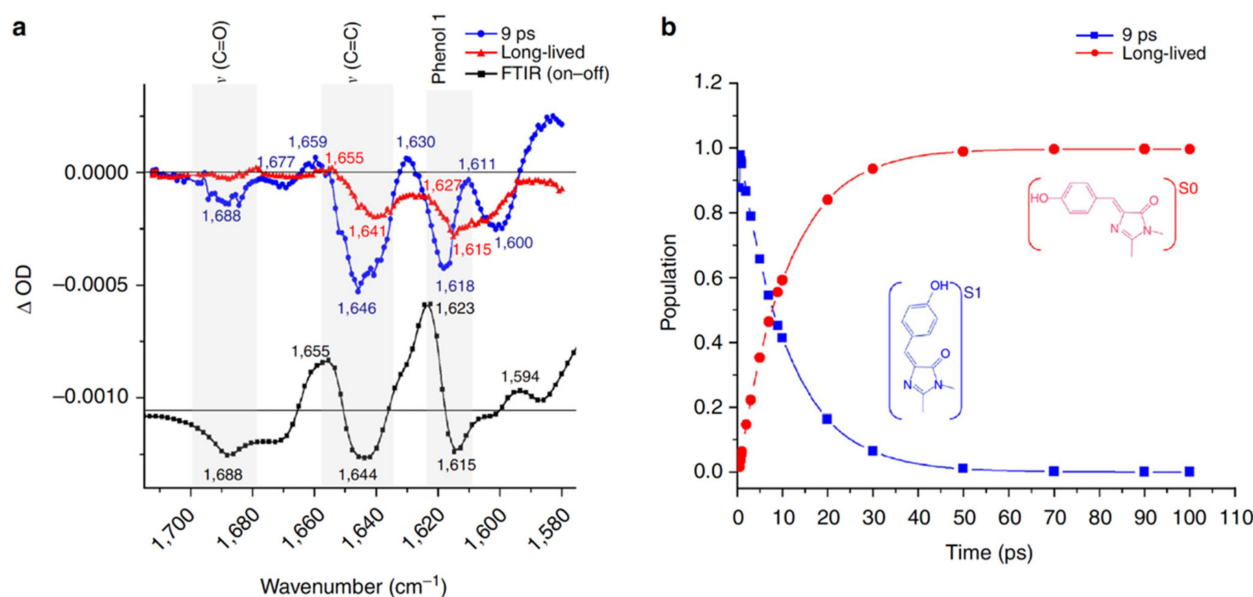 a
ν (C=O)
ν (C=C)
Phenol 1
9 ps
Long-lived
FTIR (on–off)
0.0000
−0.0005
−0.0010
Δ OD
1,659
1,630
1,677
1,655
1,611
1,627
1,688
1,641
1,615
1,600
1,646
1,618
1,623
1,655
1,594
1,688
1,644
1,615
1,700
1,680
1,660
1,640
1,620
1,600
1,580
Wavenumber (cm⁻¹)
b
9 ps
Long-lived
1.2
1.0
0.8
0.6
0.4
0.2
0.0
Population
S0
HO
O
N
N
S1
OH
O
N
N
0
10
20
30
40
50
60
70
80
90
100
110
Time (ps)